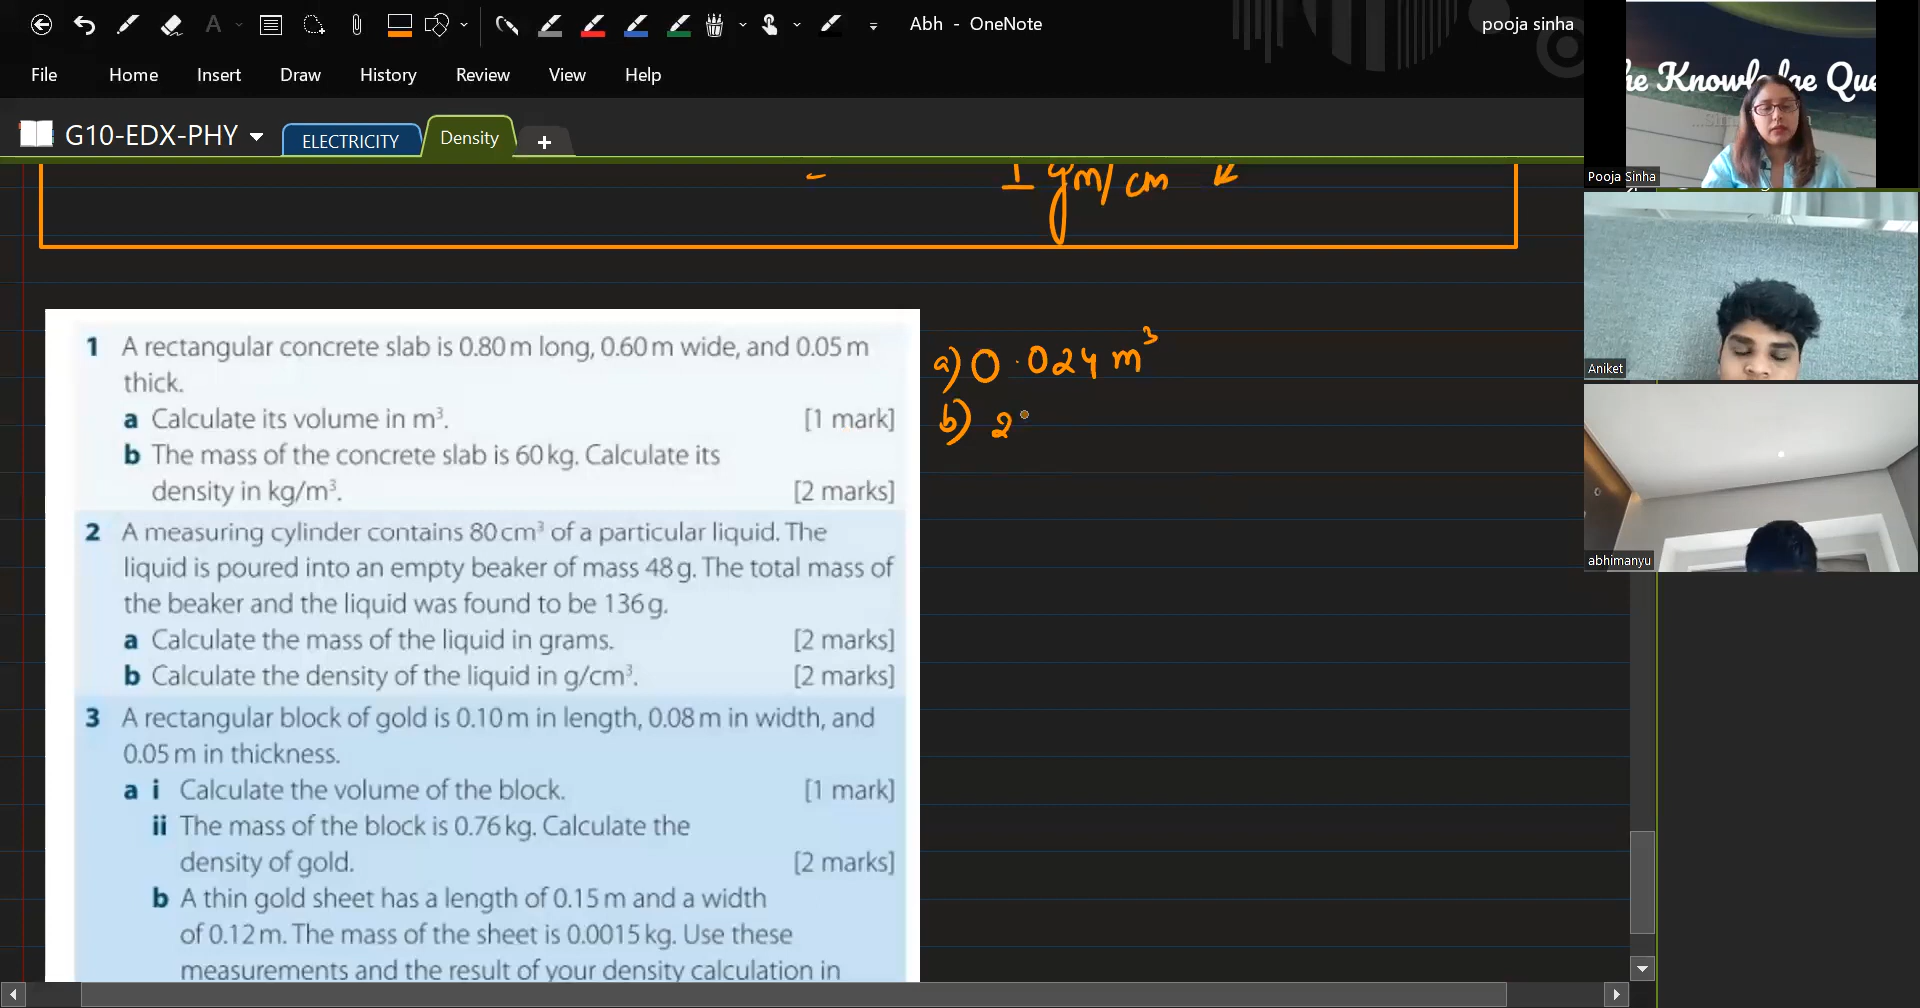 Abh - OneNote
pooja sinha
File Home Insert Draw History Review View Help
he Knowledge Que
Pooja Sinha
G10-EDX-PHY
ELECTRICITY
Density
+
gm/cm
Aniket
abhimanyu
1 A rectangular concrete slab is 0.80 m long, 0.60 m wide, and 0.05 m
thick.
a Calculate its volume in m³. [1 mark]
b The mass of the concrete slab is 60 kg. Calculate its
density in kg/m³. [2 marks]
2 A measuring cylinder contains 80 cm³ of a particular liquid. The
liquid is poured into an empty beaker of mass 48 g. The total mass of
the beaker and the liquid was found to be 136 g.
a Calculate the mass of the liquid in grams. [2 marks]
b Calculate the density of the liquid in g/cm³. [2 marks]
3 A rectangular block of gold is 0.10 m in length, 0.08 m in width, and
0.05 m in thickness.
a i Calculate the volume of the block. [1 mark]
ii The mass of the block is 0.76 kg. Calculate the
density of gold. [2 marks]
b A thin gold sheet has a length of 0.15 m and a width
of 0.12 m. The mass of the sheet is 0.0015 kg. Use these
measurements and the result of your density calculation in
a) 0.024 m³
b) 2